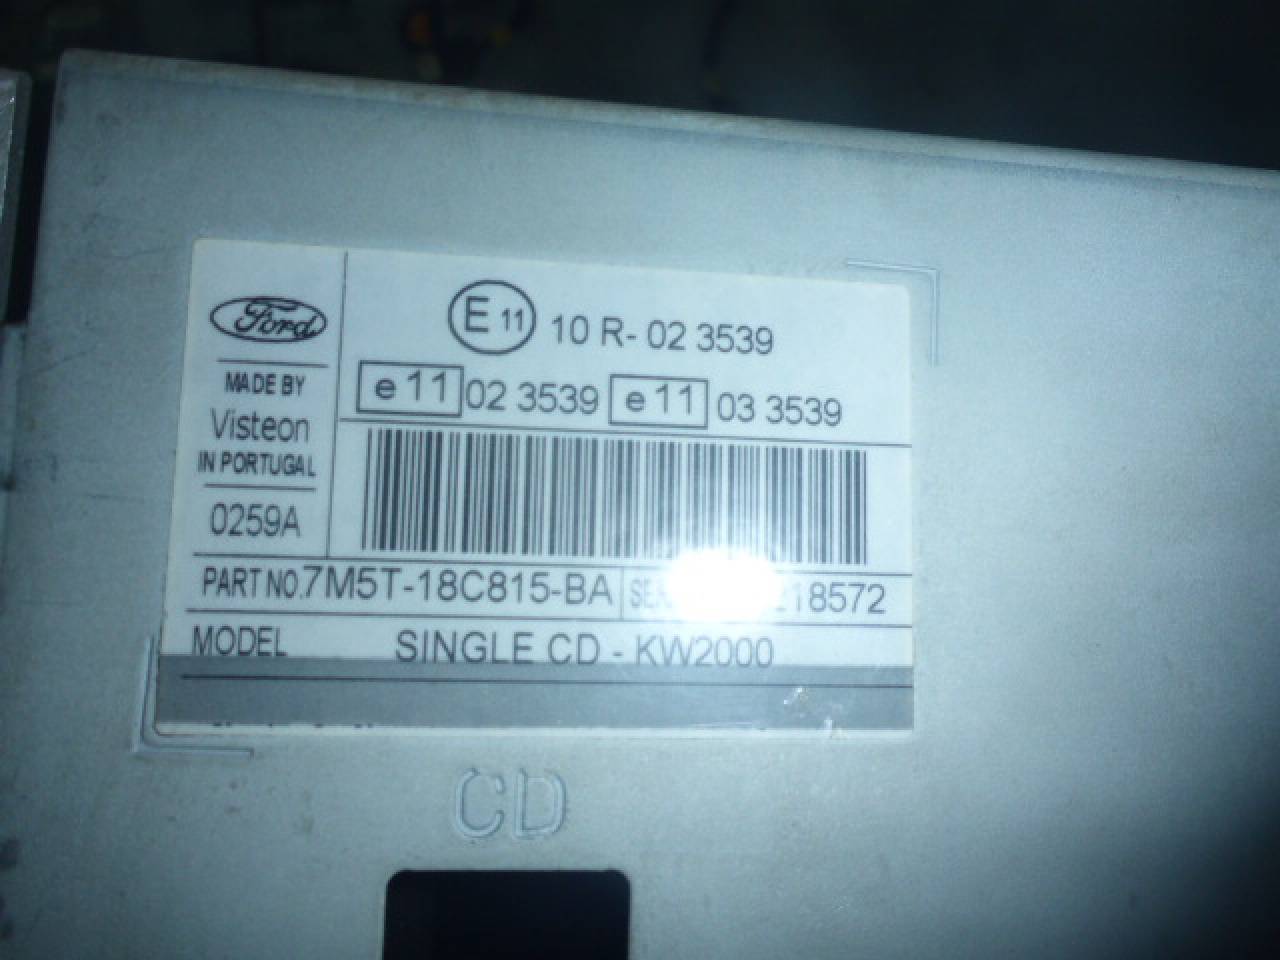 Ford
MADE BY
Visteon
IN PORTUGAL
0259A
E 11 10 R- 02 3539
e 11 02 3539 e 11 03 3539
PART NO. 7M5T-18C815-BA 18572
MODEL SINGLE CD - KW2000
CD